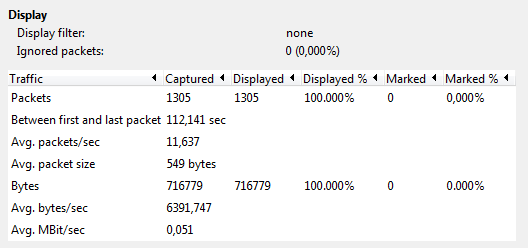 Display
Display filter: none
Ignored packets: 0 (0,000%)
Traffic Captured Displayed Displayed % Marked Marked %
Packets 1305 1305 100.000% 0 0,000%
Between first and last packet 112,141 sec
Avg. packets/sec 11,637
Avg. packet size 549 bytes
Bytes 716779 716779 100.000% 0 0.000%
Avg. bytes/sec 6391,747
Avg. MBit/sec 0,051